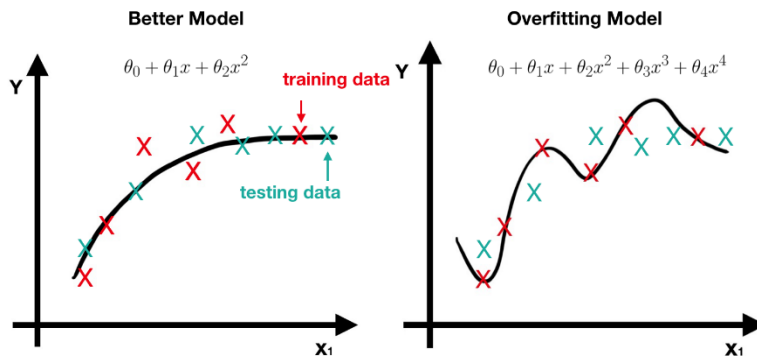 Better Model
θ₀ + θ₁x + θ₂x²
Y
training data
testing data
X₁
Overfitting Model
θ₀ + θ₁x + θ₂x² + θ₃x³ + θ₄x⁴
Y
X₁